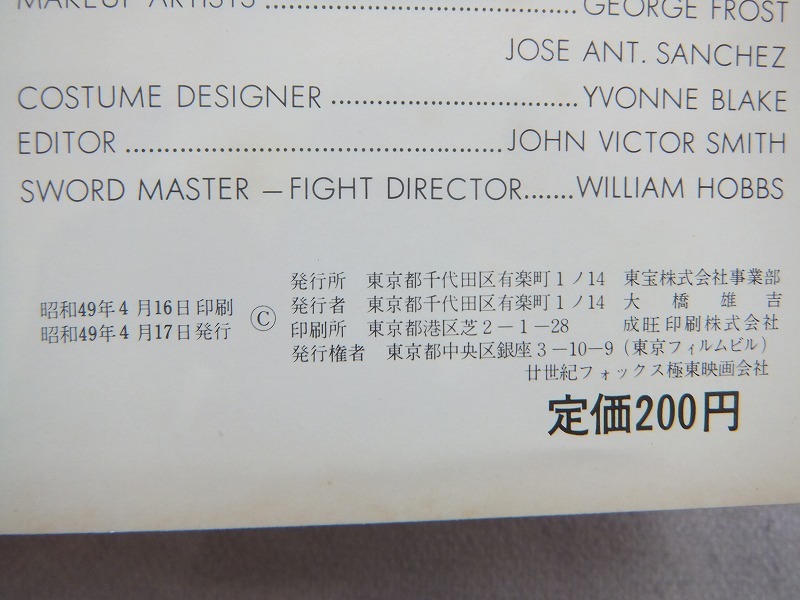 MAKEUP ARTISTS ........................................ GEORGE FROST
JOSE ANT. SANCHEZ
COSTUME DESIGNER ................................ YVONNE BLAKE
EDITOR ................................................. JOHN VICTOR SMITH
SWORD MASTER — FIGHT DIRECTOR....... WILLIAM HOBBS
昭和49年4月16日印刷
昭和49年4月17日発行
©
発行所 東京都千代田区有楽町1ノ14 東宝株式会社事業部
発行者 東京都千代田区有楽町1ノ14 大橋雄吉
印刷所 東京都港区芝2-1-28 成旺印刷株式会社
発行権者 東京都中央区銀座3-10-9(東京フィルムビル)
廿世紀フォックス極東映画会社
定価200円